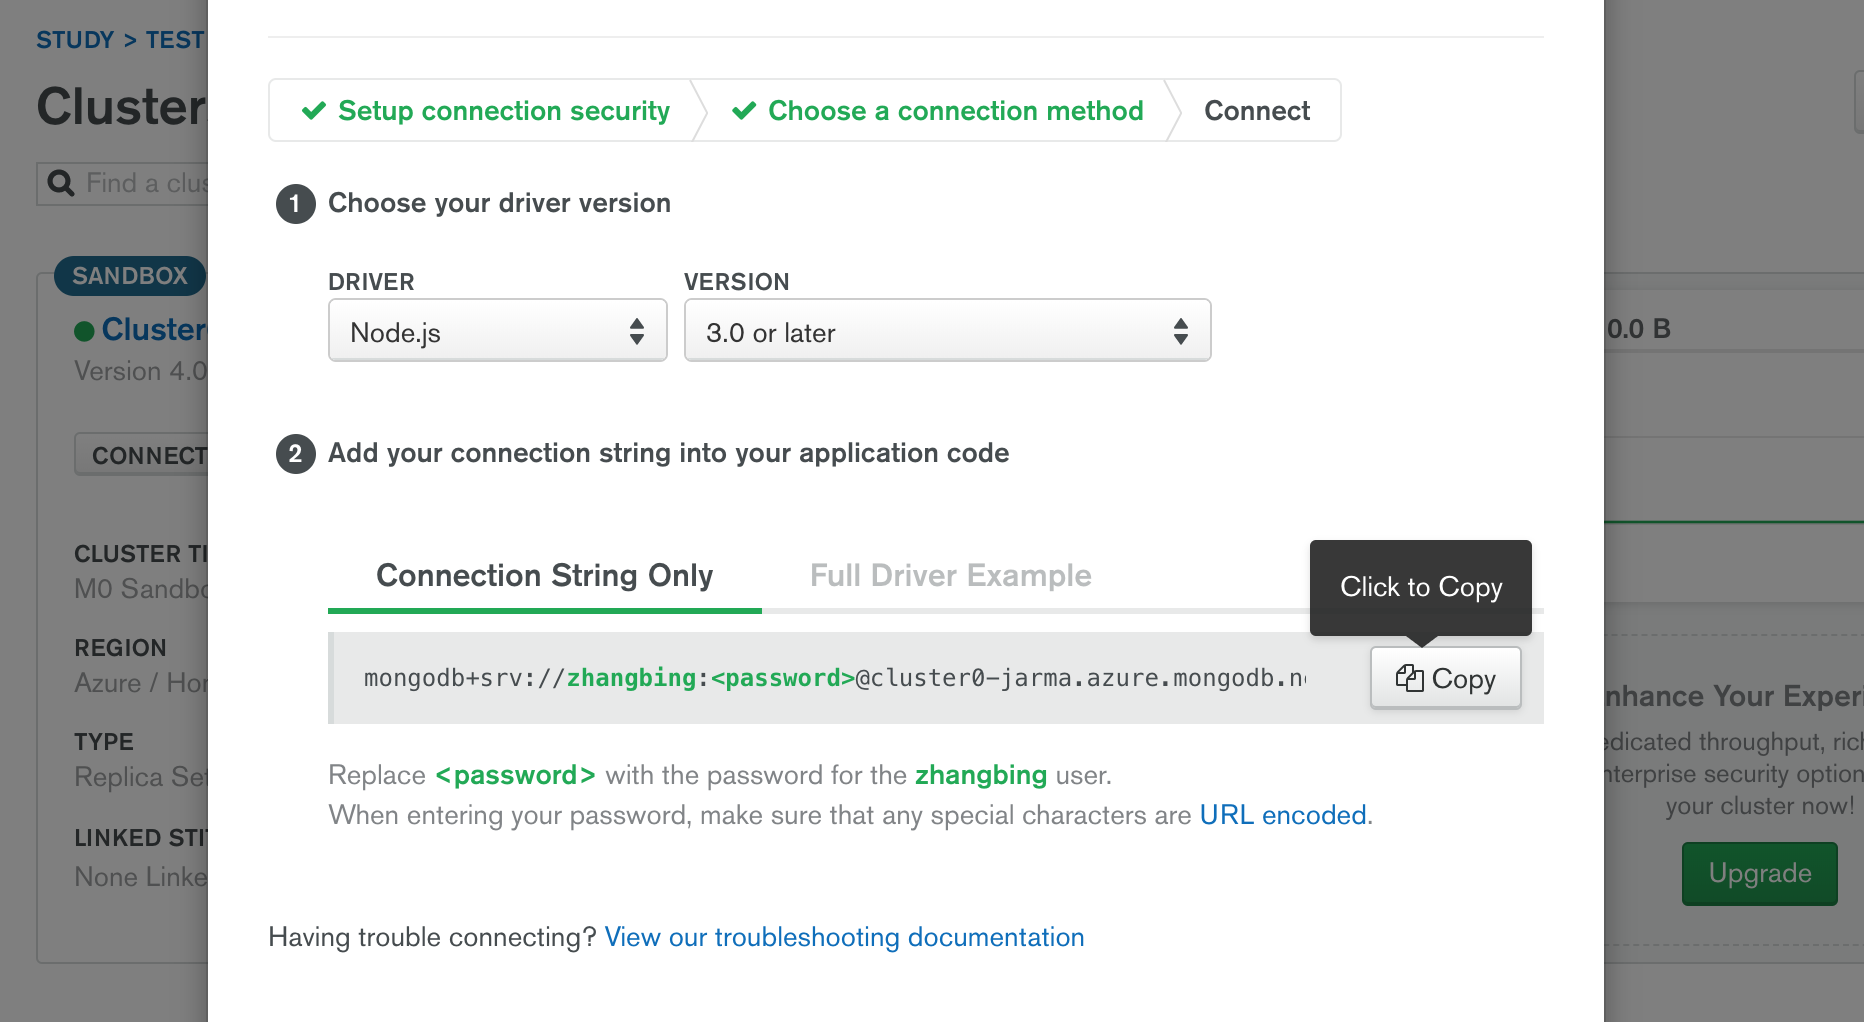 STUDY > TEST
Cluster
Find a clus
SANDBOX
Cluster
Version 4.0
CONNECT
CLUSTER TI
M0 Sandbo
REGION
Azure / Hon
TYPE
Replica Set
LINKED STIT
None Linke
Setup connection security
Choose a connection method
Connect
1 Choose your driver version
DRIVER VERSION
Node.js 3.0 or later
2 Add your connection string into your application code
Connection String Only Full Driver Example
Click to Copy
mongodb+srv://zhangbing:<password>@cluster0-jarma.azure.mongodb.ne
Copy
Replace <password> with the password for the zhangbing user.
When entering your password, make sure that any special characters are URL encoded.
Having trouble connecting? View our troubleshooting documentation
0.0 B
nhance Your Experi
edicated throughput, rich
nterprise security option
your cluster now!
Upgrade